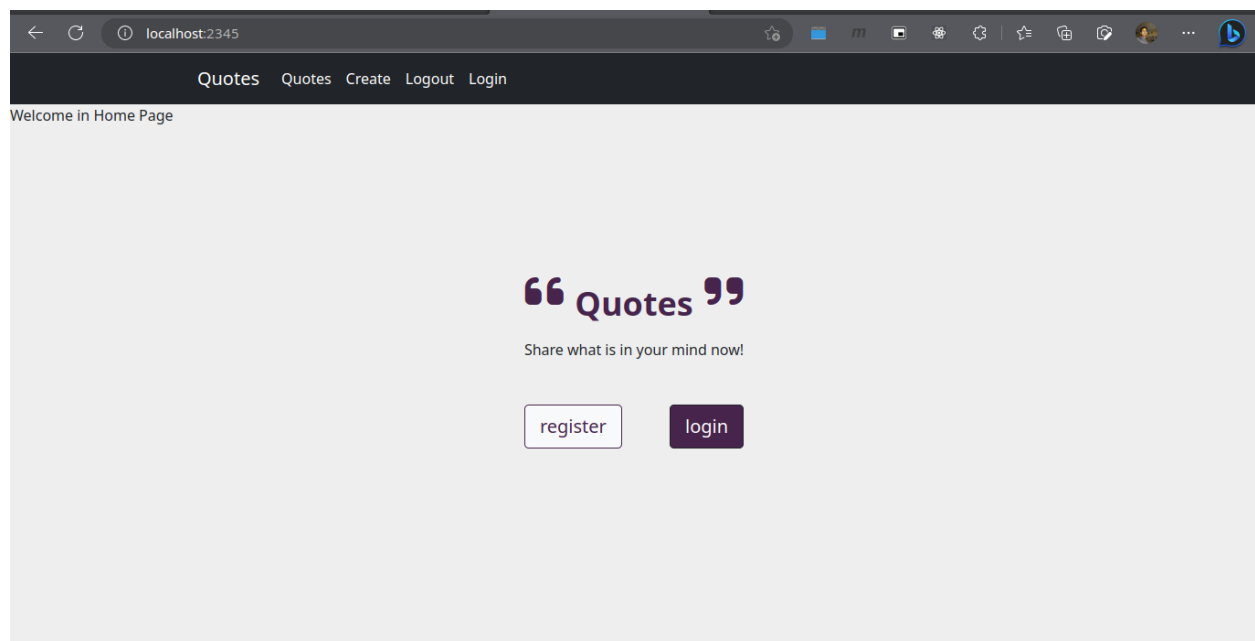 localhost:2345
Quotes Quotes Create Logout Login
Welcome in Home Page
❝ Quotes ❞
Share what is in your mind now!
register login